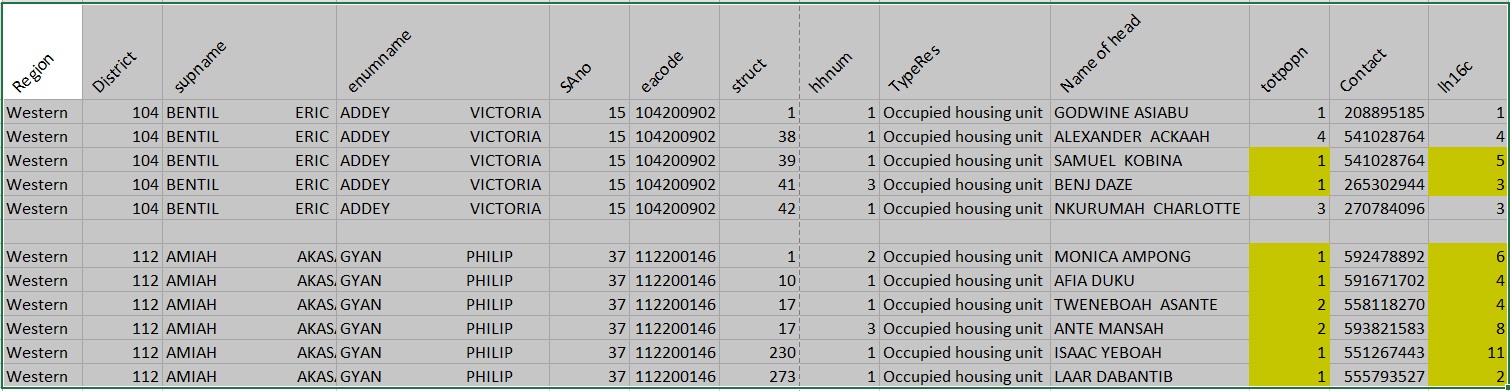 Region District supname enumname SAno eacode struct hhnum TypeRes Name of head totpopn Contact lh16c
Western 104 BENTIL ERIC ADDEY VICTORIA 15 104200902 1 1 Occupied housing unit GODWINE ASIABU 1 208895185 1
Western 104 BENTIL ERIC ADDEY VICTORIA 15 104200902 38 1 Occupied housing unit ALEXANDER ACKAAH 4 541028764 4
Western 104 BENTIL ERIC ADDEY VICTORIA 15 104200902 39 1 Occupied housing unit SAMUEL KOBINA 1 541028764 5
Western 104 BENTIL ERIC ADDEY VICTORIA 15 104200902 41 3 Occupied housing unit BENJ DAZE 1 265302944 3
Western 104 BENTIL ERIC ADDEY VICTORIA 15 104200902 42 1 Occupied housing unit NKURUMAH CHARLOTTE 3 270784096 3
Western 112 AMIAH AKAS GYAN PHILIP 37 112200146 1 2 Occupied housing unit MONICA AMPONG 1 592478892 6
Western 112 AMIAH AKAS GYAN PHILIP 37 112200146 10 1 Occupied housing unit AFIA DUKU 1 591671702 4
Western 112 AMIAH AKAS GYAN PHILIP 37 112200146 17 1 Occupied housing unit TWENEBOAH ASANTE 2 558118270 4
Western 112 AMIAH AKAS GYAN PHILIP 37 112200146 17 3 Occupied housing unit ANTE MANSAH 2 593821583 8
Western 112 AMIAH AKAS GYAN PHILIP 37 112200146 230 1 Occupied housing unit ISAAC YEBOAH 1 551267443 11
Western 112 AMIAH AKAS GYAN PHILIP 37 112200146 273 1 Occupied housing unit LAAR DABANTIB 1 555793527 2